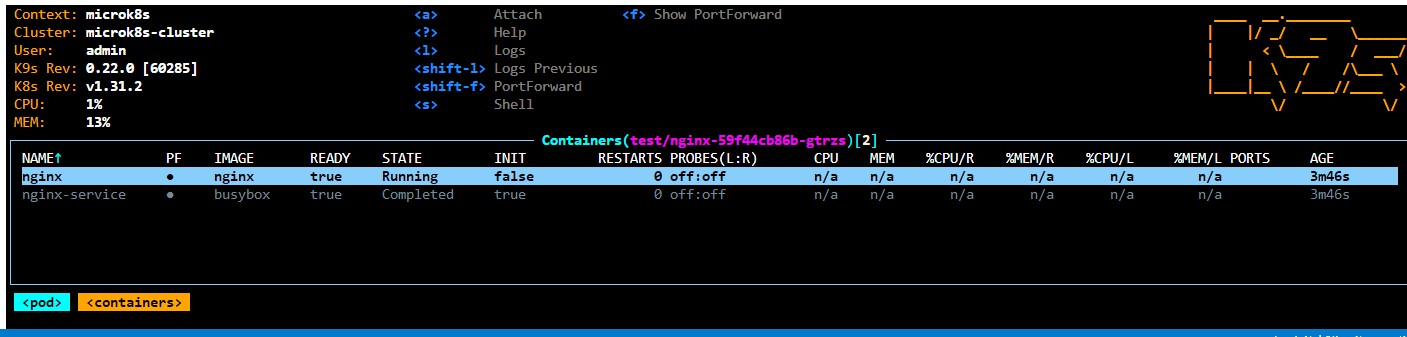 Context: microk8s <a> Attach <f> Show PortForward
Cluster: microk8s-cluster <?> Help
User: admin <l> Logs
K9s Rev: 0.22.0 [60285] <shift-l> Logs Previous
K8s Rev: v1.31.2 <shift-f> PortForward
CPU: 1% <s> Shell
MEM: 13%
Containers(test/nginx-59f44cb86b-gtrzs)[2]
NAME↑ PF IMAGE READY STATE INIT RESTARTS PROBES(L:R) CPU MEM %CPU/R %MEM/R %CPU/L %MEM/L PORTS AGE
nginx ● nginx true Running false 0 off:off n/a n/a n/a n/a n/a n/a 3m46s
nginx-service ● busybox true Completed true 0 off:off n/a n/a n/a n/a n/a n/a 3m46s
<pod> <containers>